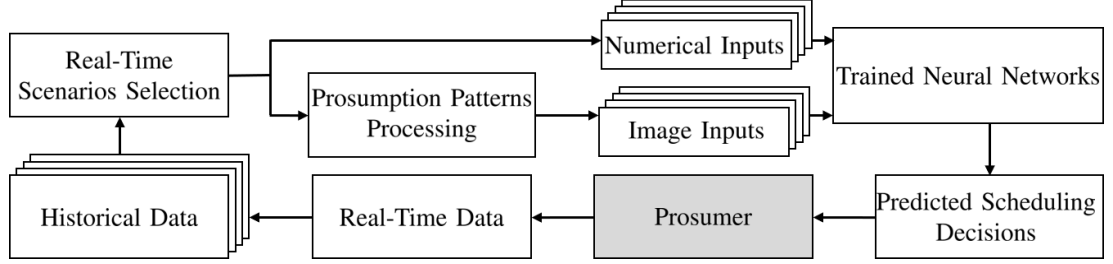 Real-Time
Scenarios Selection
Numerical Inputs
Trained Neural Networks
Prosumption Patterns
Processing
Image Inputs
Historical Data
Real-Time Data
Prosumer
Predicted Scheduling
Decisions